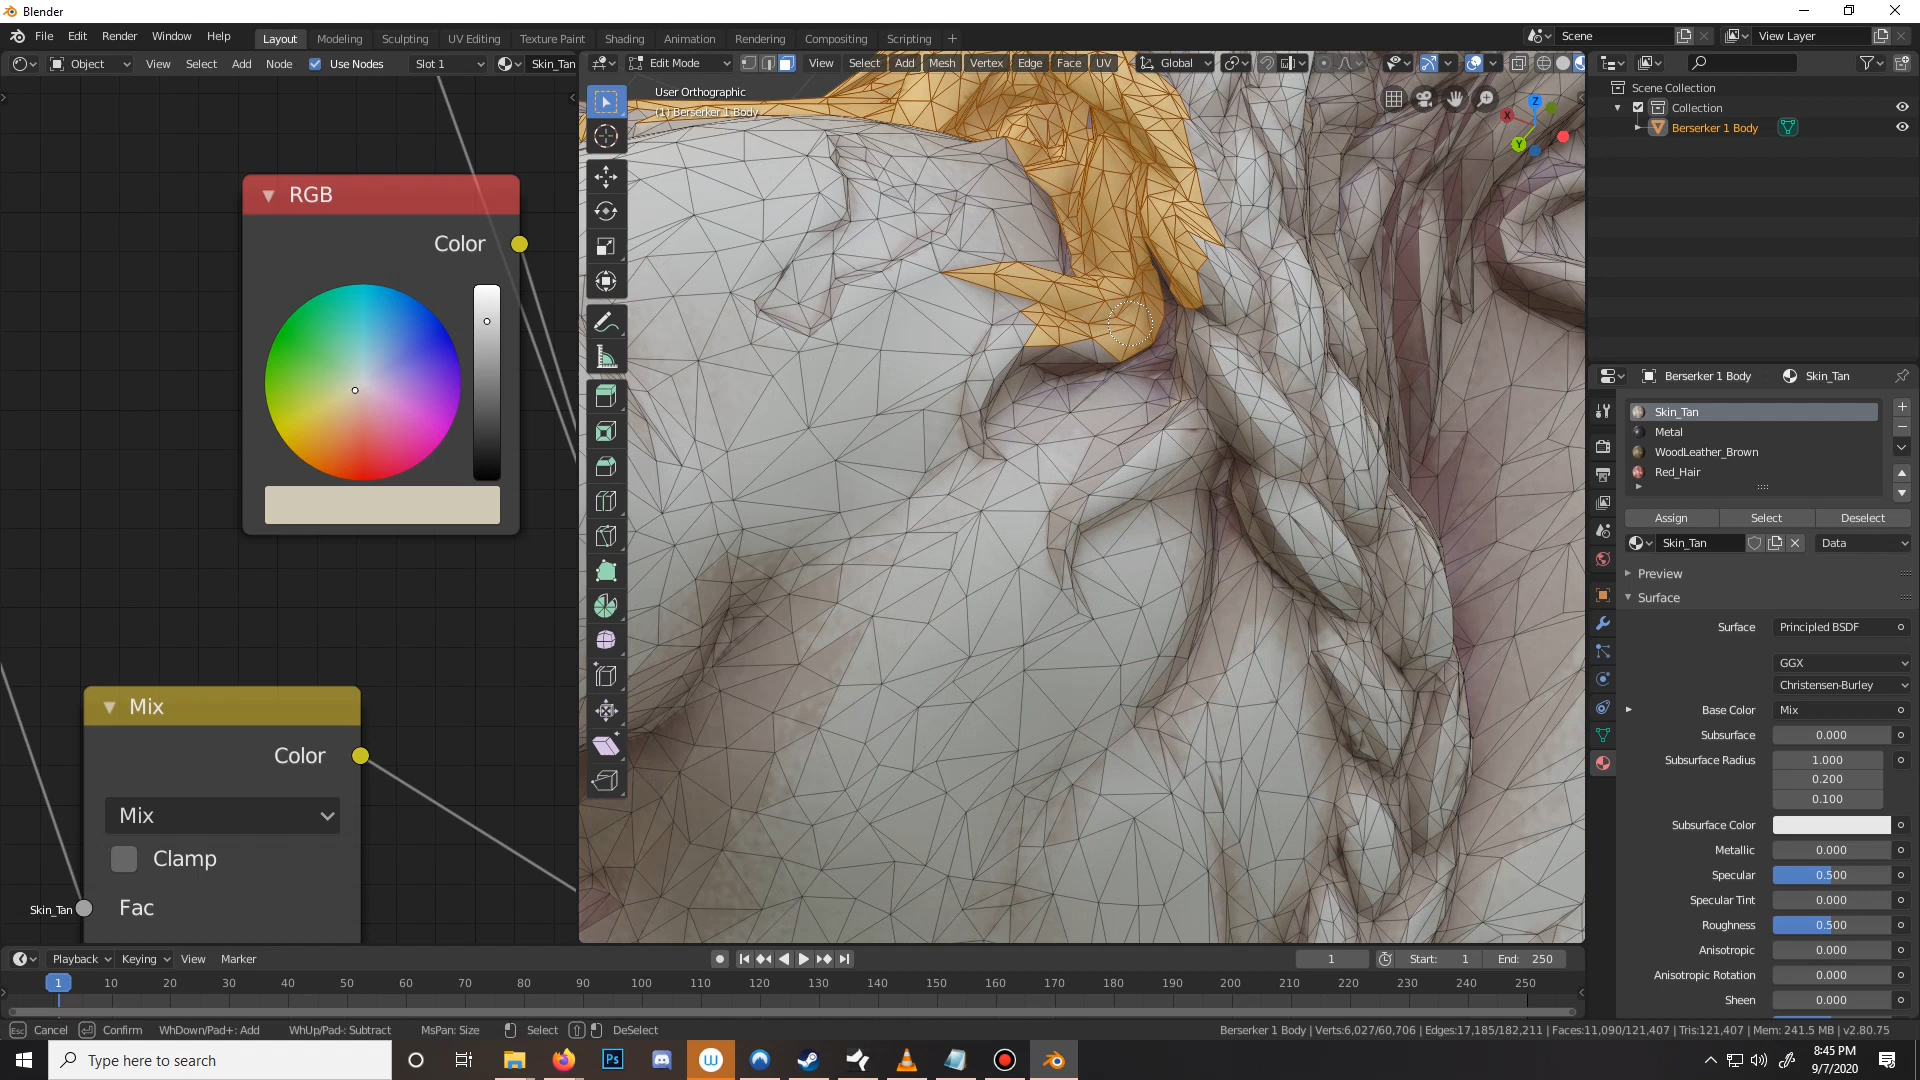 Blender
File Edit Render Window Help Layout Modeling Sculpting UV Editing Texture Paint Shading Animation Rendering Compositing Scripting Scene View Layer
Object View Select Add Node Use Nodes Slot 1 Skin_Tan
Edit Mode View Select Add Mesh Vertex Edge Face UV Global
User Orthographic
(1) Berserker 1 Body
Z
X
Y
Scene Collection
Collection
Berserker 1 Body
RGB
Color
Mix
Color
Mix
Clamp
Fac
Skin_Tan
Berserker 1 Body Skin_Tan
Skin_Tan
Metal
WoodLeather_Brown
Red_Hair
Assign Select Deselect
Skin_Tan Data
Preview
Surface
Surface Principled BSDF
GGX
Christensen-Burley
Base Color Mix
Subsurface 0.000
Subsurface Radius 1.000
0.200
0.100
Subsurface Color
Metallic 0.000
Specular 0.500
Specular Tint 0.000
Roughness 0.500
Anisotropic 0.000
Anisotropic Rotation 0.000
Sheen 0.000
Playback Keying View Marker 1 Start: 1 End: 250
1 10 20 30 40 50 60 70 80 90 100 110 120 130 140 150 160 170 180 190 200 210 220 230 240 250
Esc Cancel Confirm WhDown/Pad+: Add WhUp/Pad-: Subtract MsPan: Size Select DeSelect Berserker 1 Body | Verts:6,027/60,706 | Edges:17,185/182,211 | Faces:11,090/121,407 | Tris:121,407 | Mem: 241.5 MB | v2.80.75
Type here to search
Ps
W
8:45 PM
9/7/2020